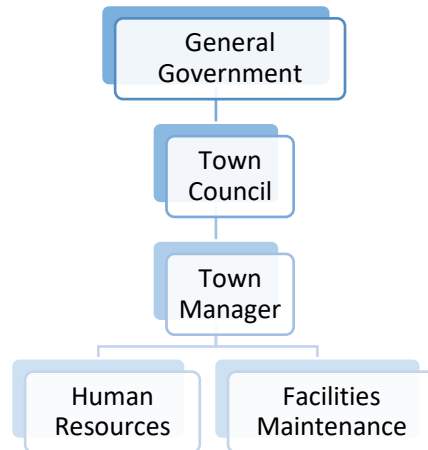 General
Government
Town
Council
Town
Manager
Human
Resources
Facilities
Maintenance